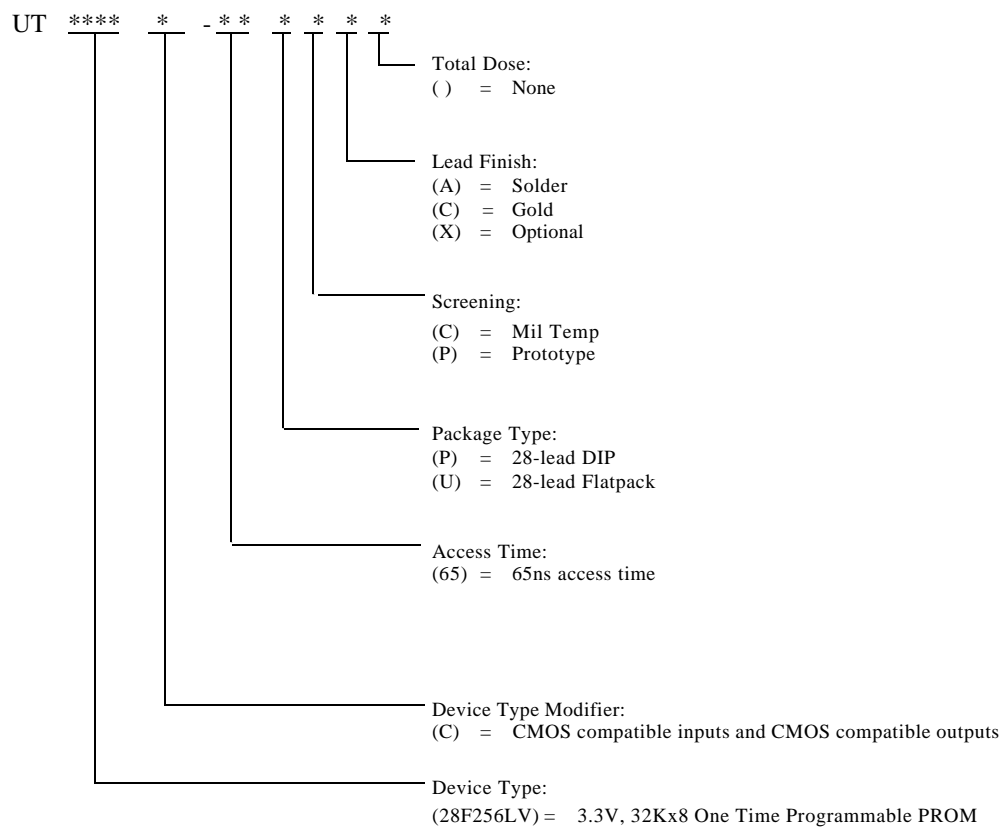 UT **** * - * * * * * *
Total Dose:
( ) = None
Lead Finish:
(A) = Solder
(C) = Gold
(X) = Optional
Screening:
(C) = Mil Temp
(P) = Prototype
Package Type:
(P) = 28-lead DIP
(U) = 28-lead Flatpack
Access Time:
(65) = 65ns access time
Device Type Modifier:
(C) = CMOS compatible inputs and CMOS compatible outputs
Device Type:
(28F256LV) = 3.3V, 32Kx8 One Time Programmable PROM